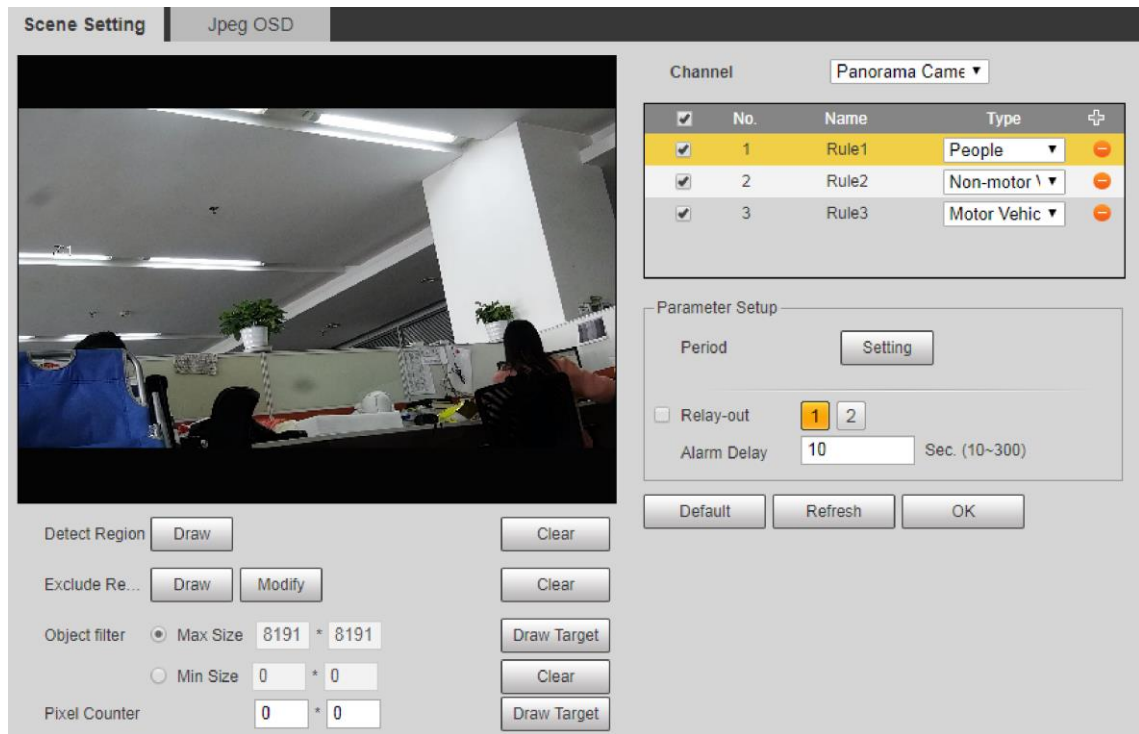 Scene Setting Jpeg OSD
Channel Panorama Came
No. Name Type
1 Rule1 People
2 Rule2 Non-motor \
3 Rule3 Motor Vehic
Parameter Setup
Period Setting
Relay-out 1 2
Alarm Delay 10 Sec. (10~300)
Default Refresh OK
Detect Region Draw Clear
Exclude Re... Draw Modify Clear
Object filter Max Size 8191 * 8191 Draw Target
Min Size 0 * 0 Clear
Pixel Counter 0 * 0 Draw Target